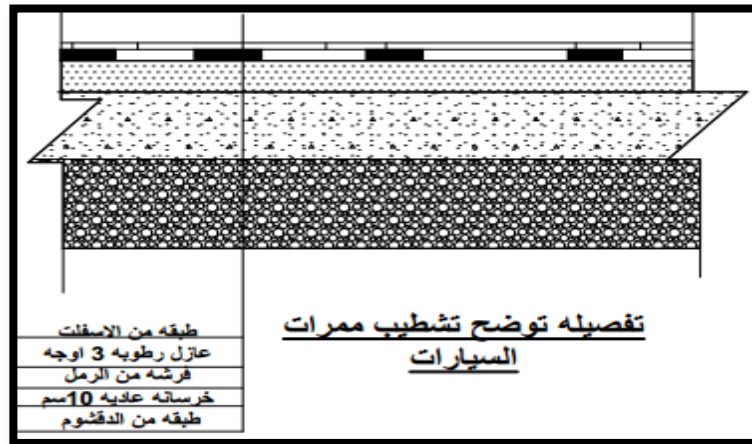 تفصيله توضح تشطيب ممرات
السيارات
طبقه من الاسفلت
عازل رطوبه 3 اوجه
فرشه من الرمل
خرسانه عاديه 10سم
طبقه من الدقشوم